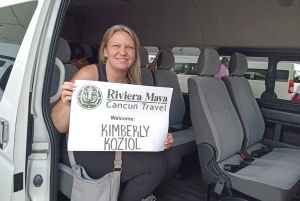 Riviera Maya
Cancun Travel
Welcome:
KIMBERLY
KOZIOL